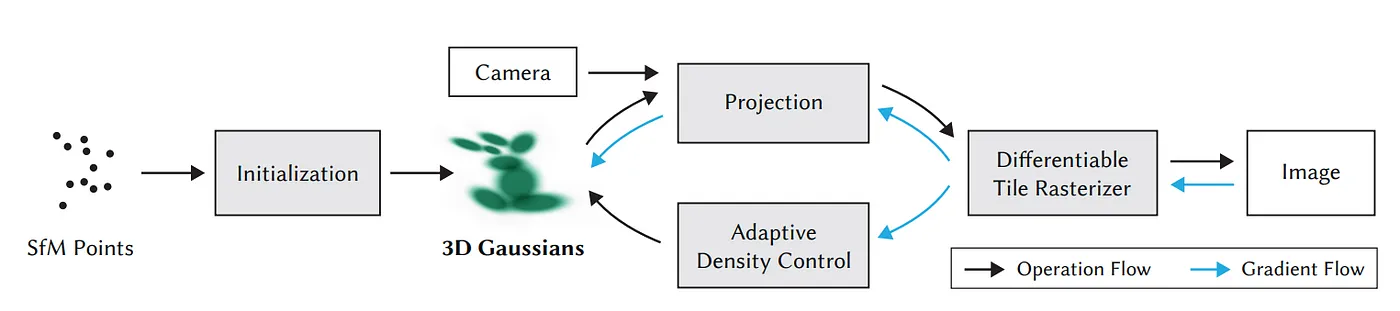 Camera
Projection
Initialization
Differentiable
Tile Rasterizer
Image
SfM Points
3D Gaussians
Adaptive
Density Control
Operation Flow
Gradient Flow